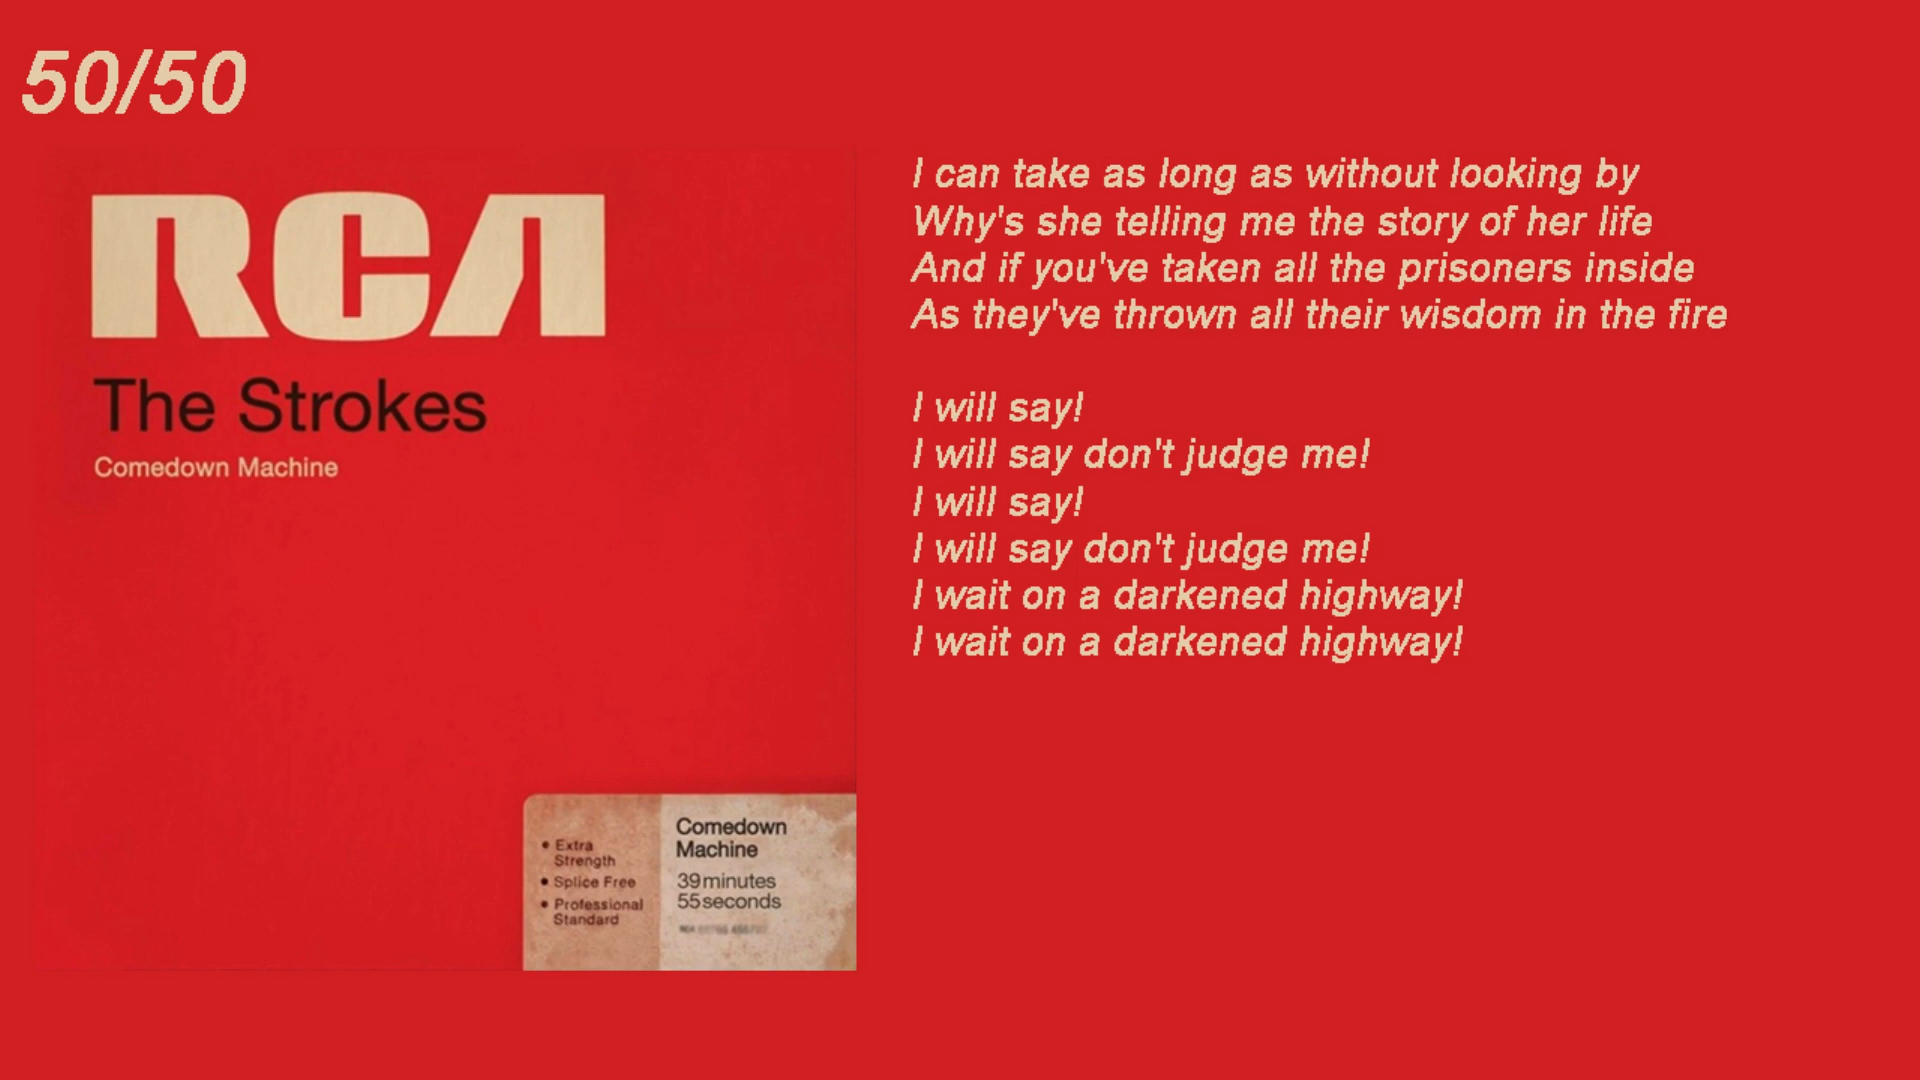 50/50
RCA
The Strokes
Comedown Machine
• Extra
Strength
• Splice Free
• Professional
Standard
Comedown
Machine
39 minutes
55 seconds
I can take as long as without looking by
Why's she telling me the story of her life
And if you've taken all the prisoners inside
As they've thrown all their wisdom in the fire
I will say!
I will say don't judge me!
I will say!
I will say don't judge me!
I wait on a darkened highway!
I wait on a darkened highway!